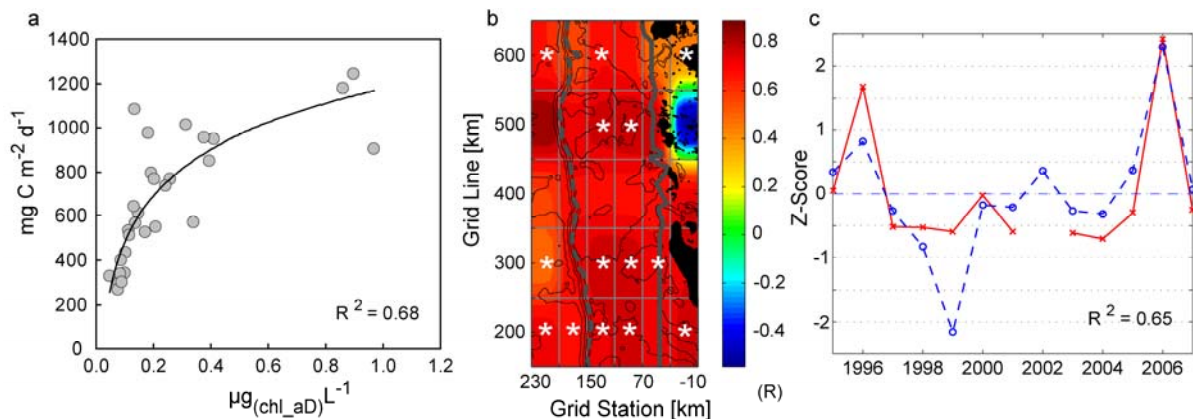 a
1400
1200
1000
800
600
400
200
0
mg C m⁻² d⁻¹
0.0 0.2 0.4 0.6 0.8 1.0 1.2
µg(chl_aD)L⁻¹
R² = 0.68
b
600
500
400
300
200
Grid Line [km]
* * *
* *
* * * *
* * * * *
230 150 70 -10
Grid Station [km]
0.8
0.6
0.4
0.2
0
-0.2
-0.4
(R)
c
2
1
0
-1
-2
Z-Score
1996 1998 2000 2002 2004 2006
R² = 0.65